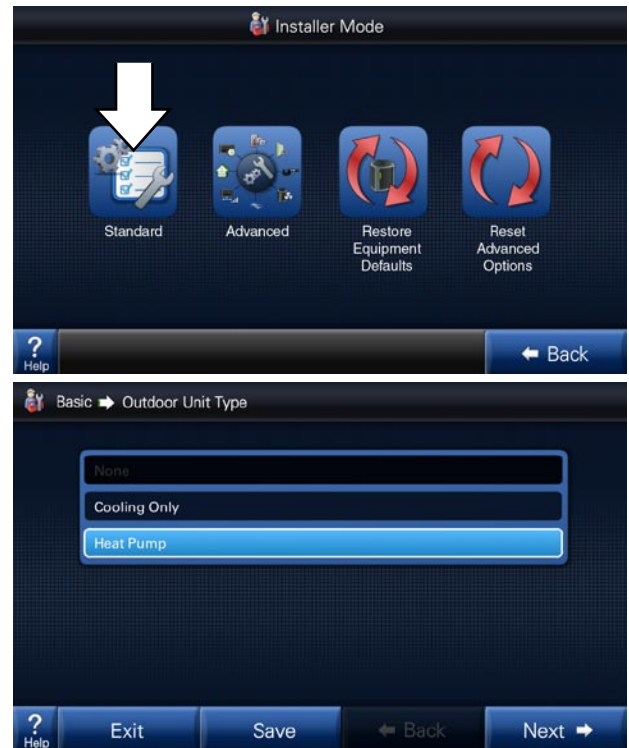 Installer Mode
Standard
Advanced
Restore
Equipment
Defaults
Reset
Advanced
Options
?
Help
← Back
Basic → Outdoor Unit Type
None
Cooling Only
Heat Pump
?
Help
Exit
Save
← Back
Next →